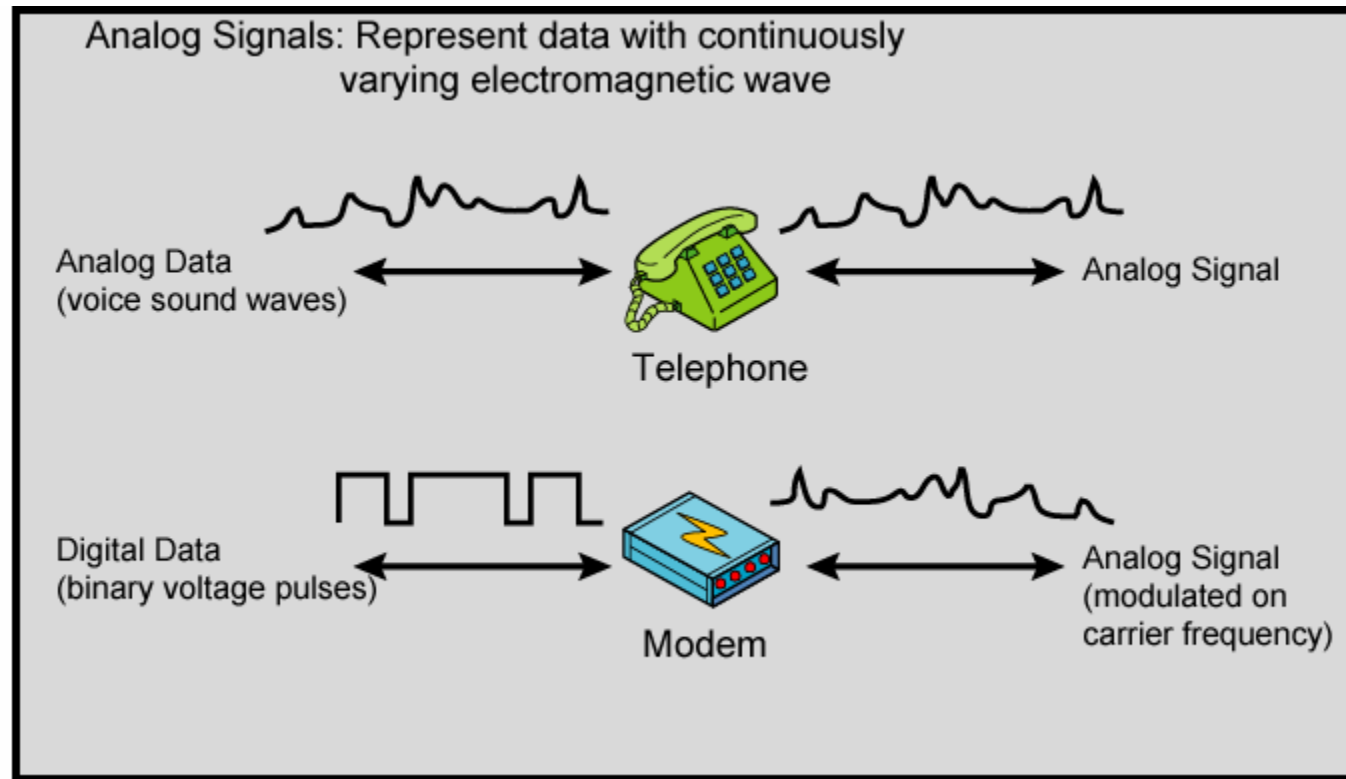 Analog Signals: Represent data with continuously
varying electromagnetic wave
Analog Data
(voice sound waves)
Analog Signal
Telephone
Digital Data
(binary voltage pulses)
Analog Signal
(modulated on
carrier frequency)
Modem